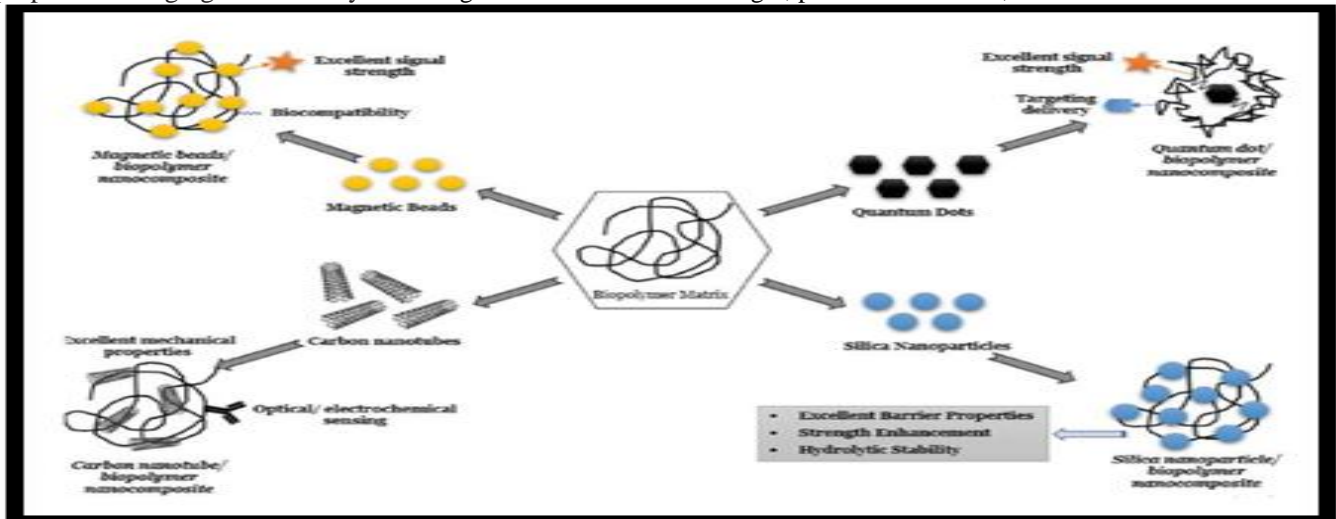 Excellent signal
strength
Biocompatibility
Magnetic beads/
biopolymer
nanocomposite
Magnetic Beads
Excellent signal
strength
Targeting
delivery
Quantum dot/
biopolymer
nanocomposite
Quantum Dots
Biopolymer Matrix
Carbon nanotubes
Excellent mechanical
properties
Optical/ electrochemical
sensing
Carbon nanotube/
biopolymer
nanocomposite
Silica Nanoparticles
• Excellent Barrier Properties
• Strength Enhancement
• Hydrolytic Stability
Silica nanoparticle/
biopolymer
nanocomposite